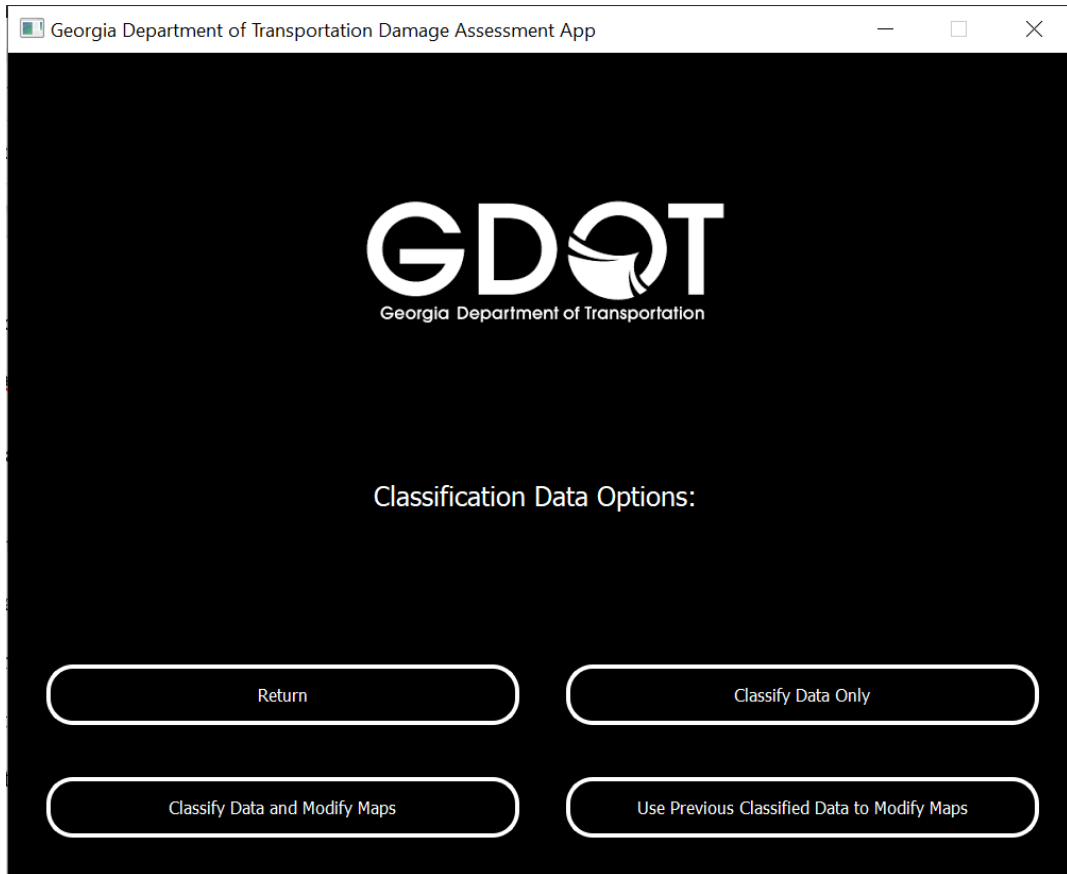 Georgia Department of Transportation Damage Assessment App
GDOT
Georgia Department of Transportation
Classification Data Options:
Return
Classify Data Only
Classify Data and Modify Maps
Use Previous Classified Data to Modify Maps